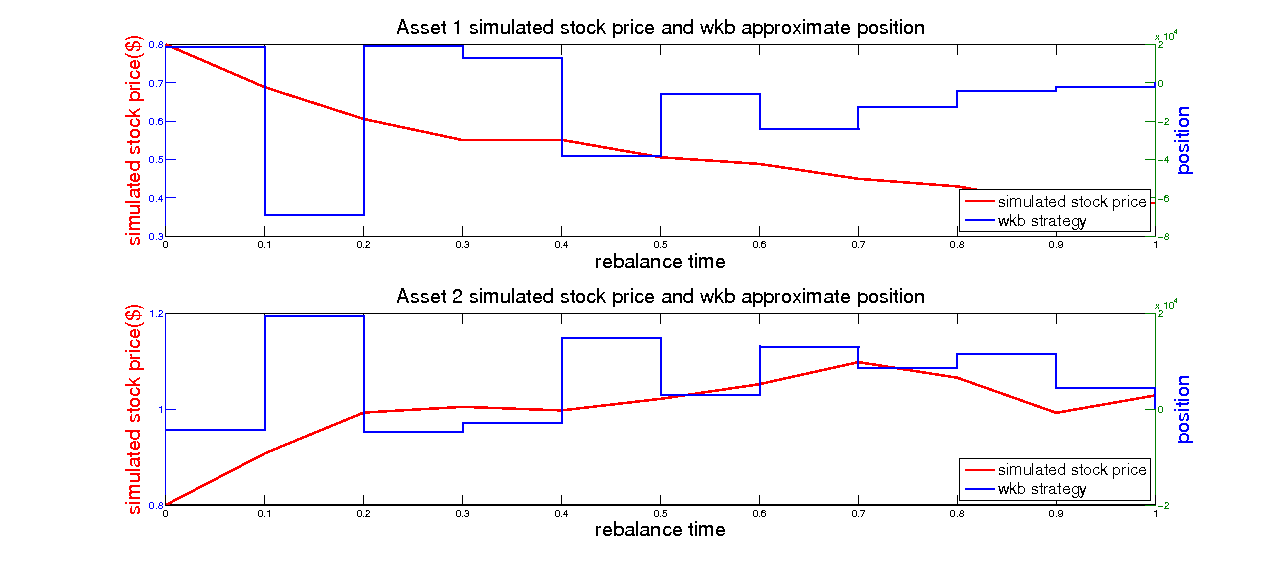 Asset 1 simulated stock price and wkb approximate position
x 10^4
0.8
0.7
0.6
0.5
0.4
0.3
simulated stock price($)
2
0
-2
-4
-6
-8
position
simulated stock price
wkb strategy
0 0.1 0.2 0.3 0.4 0.5 0.6 0.7 0.8 0.9 1
rebalance time
Asset 2 simulated stock price and wkb approximate position
x 10^4
1.2
1
0.8
simulated stock price($)
2
0
-2
position
simulated stock price
wkb strategy
0 0.1 0.2 0.3 0.4 0.5 0.6 0.7 0.8 0.9 1
rebalance time